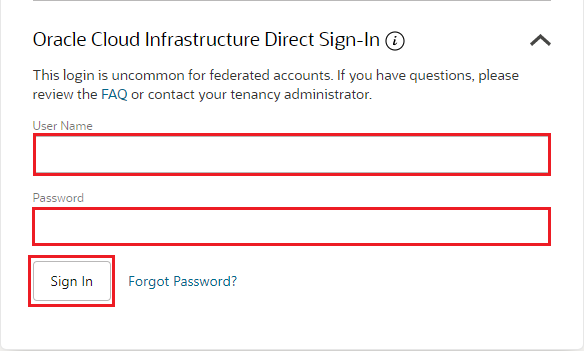 Oracle Cloud Infrastructure Direct Sign-In
This login is uncommon for federated accounts. If you have questions, please
review the FAQ or contact your tenancy administrator.
User Name
Password
Sign In
Forgot Password?